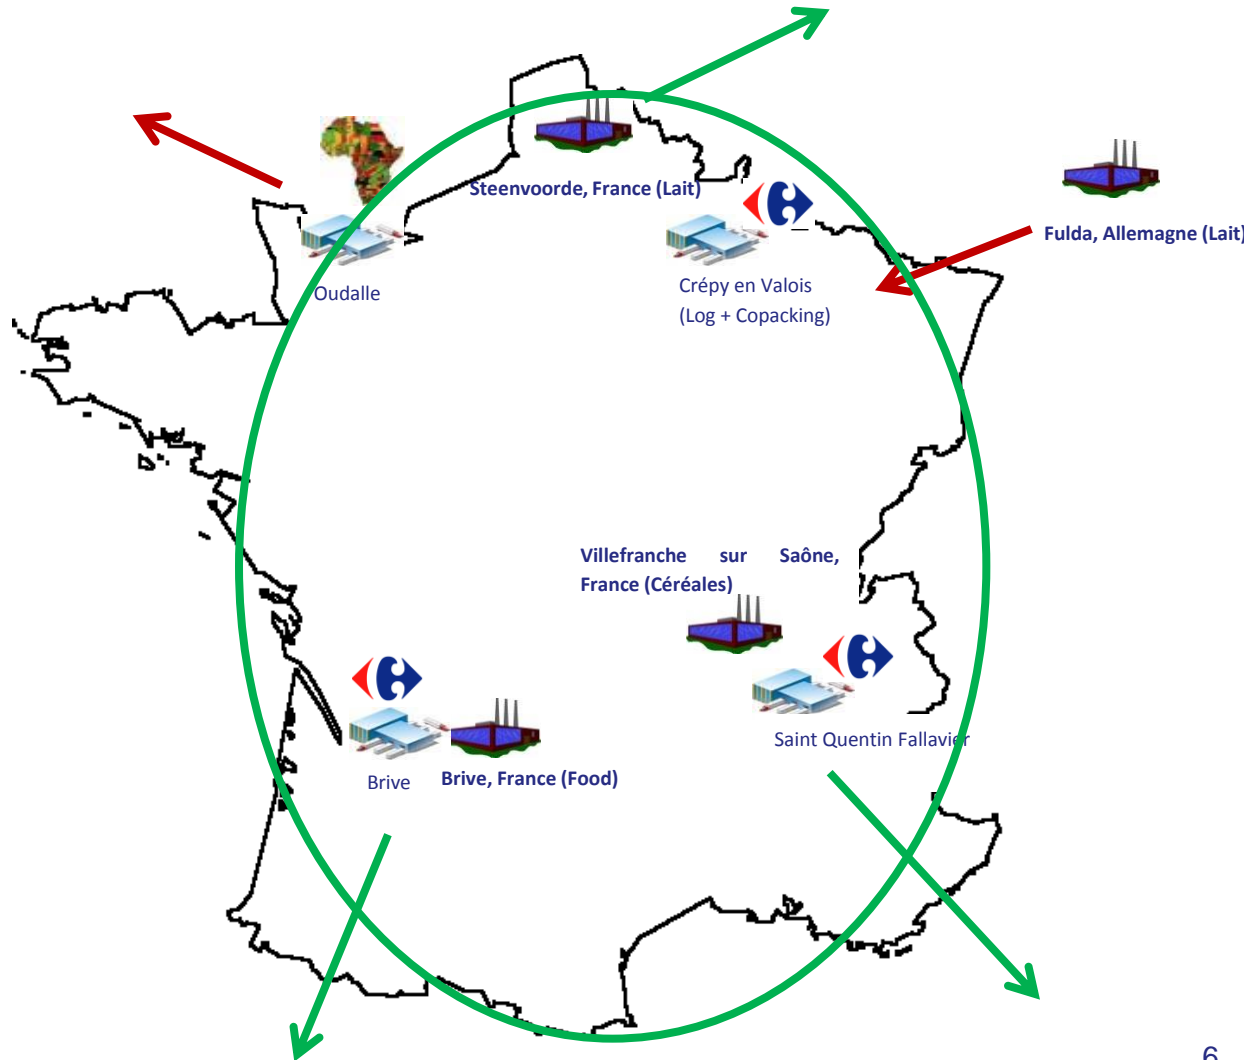 Steenvoorde, France (Lait)
Fulda, Allemagne (Lait)
Oudalle
Crépy en Valois
(Log + Copacking)
Villefranche sur Saône,
France (Céréales)
Saint Quentin Fallavier
Brive
Brive, France (Food)
6